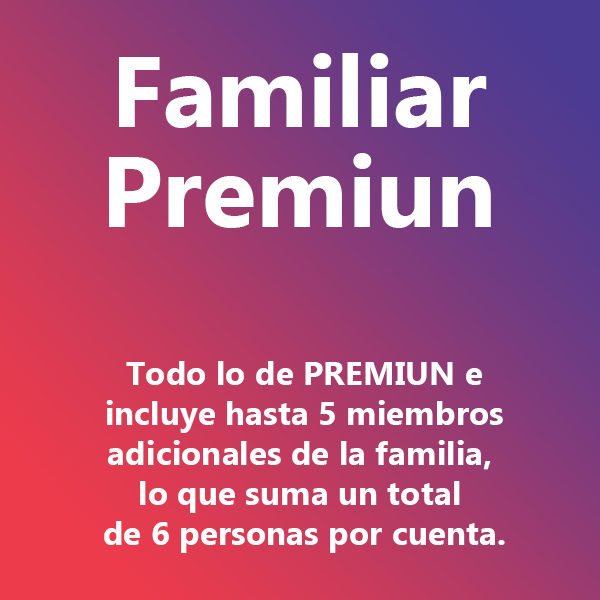 Familiar
Premiun
Todo lo de PREMIUN e
incluye hasta 5 miembros
adicionales de la familia,
lo que suma un total
de 6 personas por cuenta.